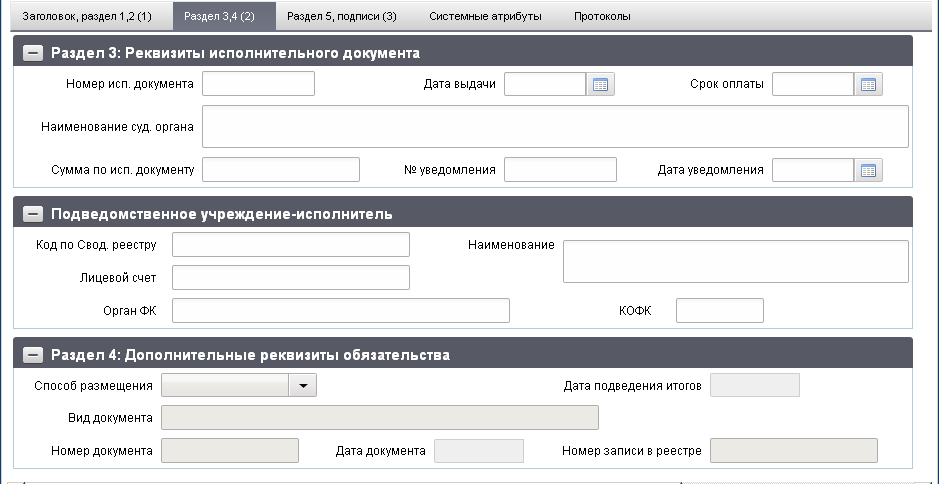 Заголовок, раздел 1,2 (1) Раздел 3,4 (2) Раздел 5, подписи (3) Системные атрибуты Протоколы
Раздел 3: Реквизиты исполнительного документа
Номер исп. документа Дата выдачи Срок оплаты
Наименование суд. органа
Сумма по исп. документу № уведомления Дата уведомления
Подведомственное учреждение-исполнитель
Код по Свод. реестру Наименование
Лицевой счет
Орган ФК КОФК
Раздел 4: Дополнительные реквизиты обязательства
Способ размещения Дата подведения итогов
Вид документа
Номер документа Дата документа Номер записи в реестре